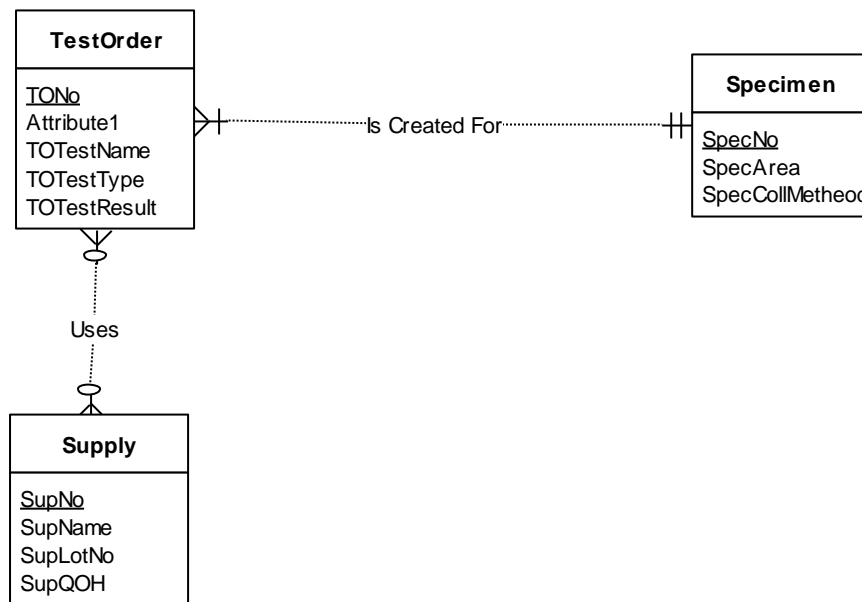 TestOrder
TONo
Attribute1
TOTestName
TOTestType
TOTestResult
Is Created For
Specimen
SpecNo
SpecArea
SpecCollMetheod
Uses
Supply
SupNo
SupName
SupLotNo
SupQOH